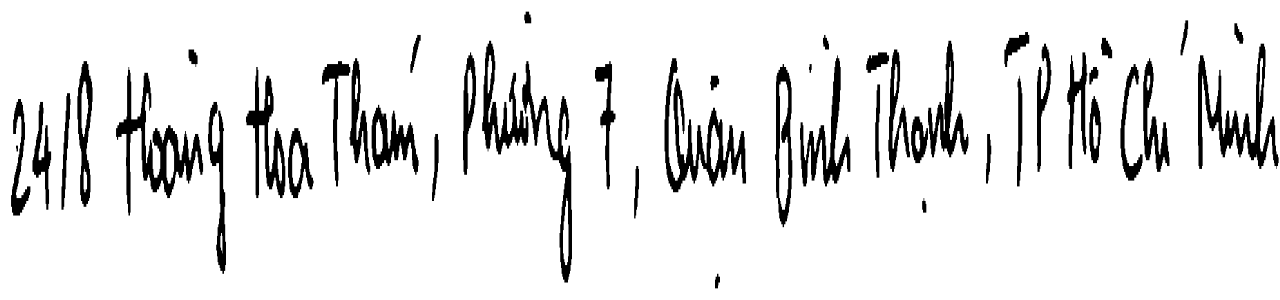 24/8 Hoàng Hoa Thám, Phường 7, Quận Bình Thạnh, TP Hồ Chí Minh